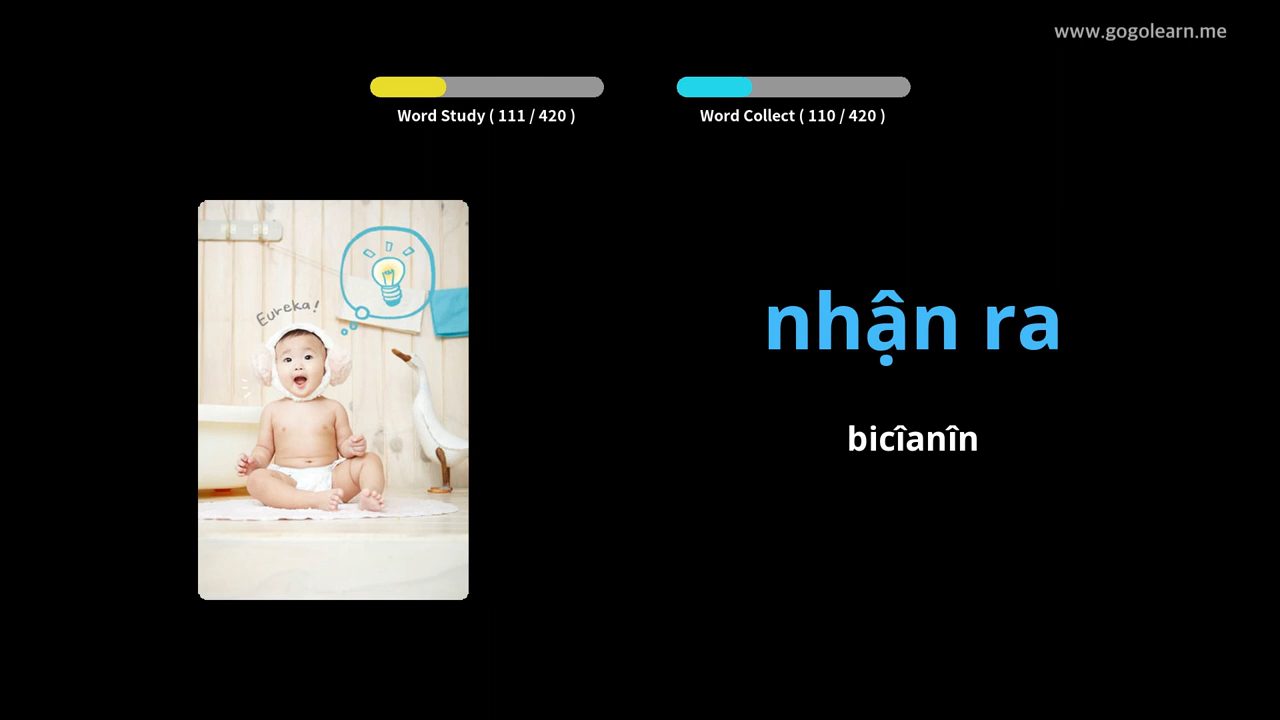 www.gogolearn.me
Word Study ( 111 / 420 )
Word Collect ( 110 / 420 )
Eureka!
nhận ra
bicîanîn